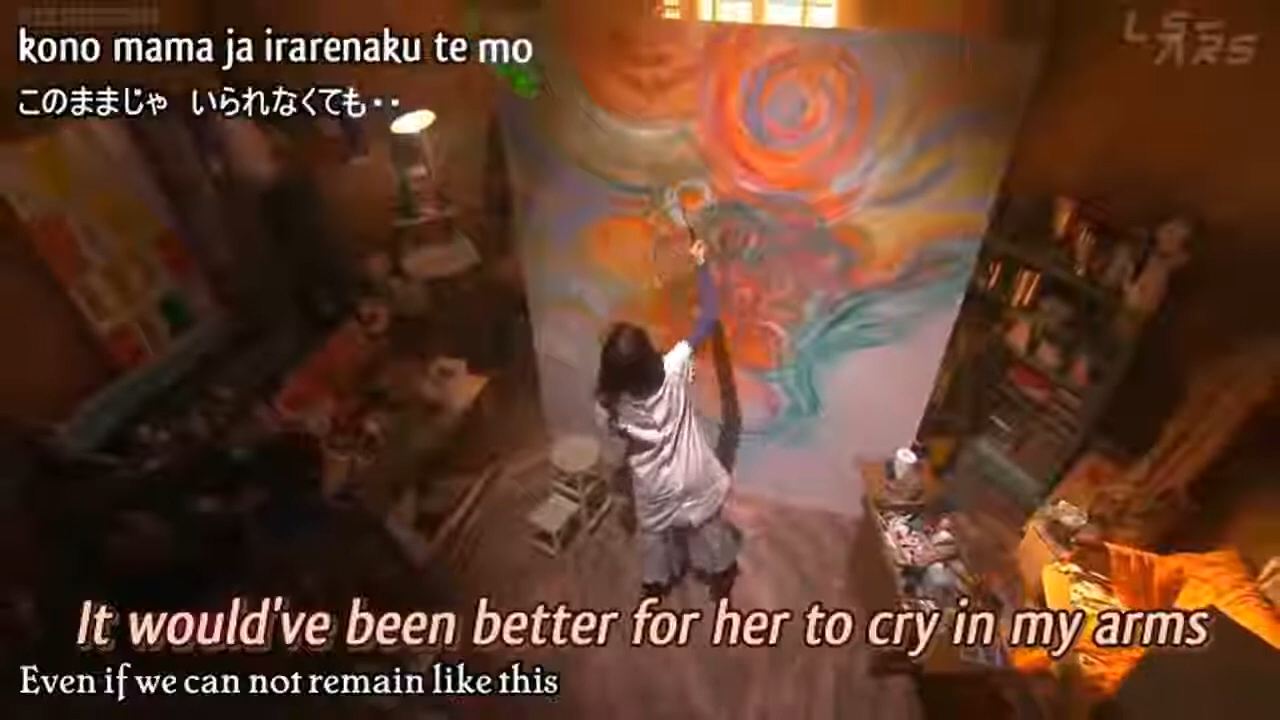 kono mama ja irarenaku te mo
このままじゃ いられなくても・・
It would've been better for her to cry in my arms
Even if we can not remain like this